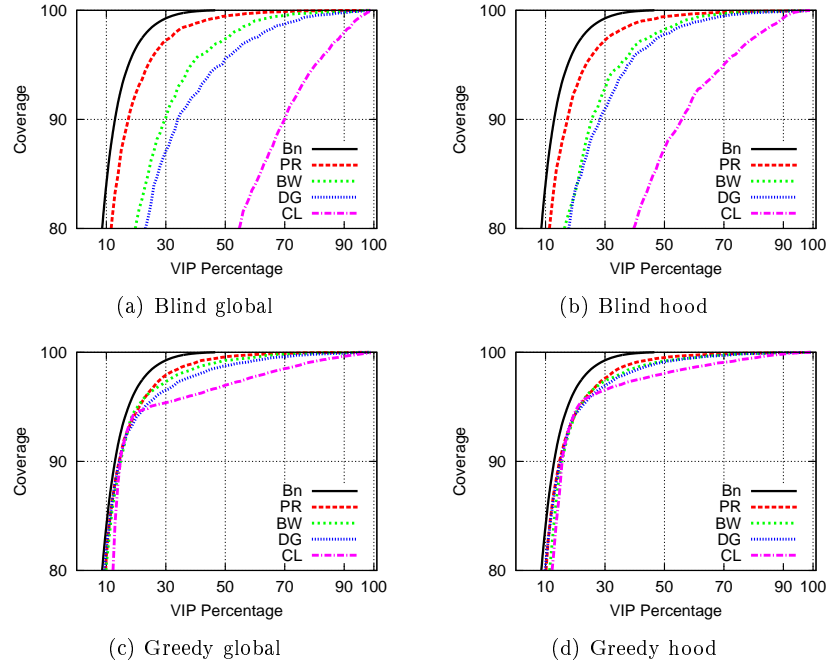 100
90
80
Coverage
Bn
PR
BW
DG
CL
10 30 50 70 90 100
VIP Percentage
(a) Blind global
100
90
80
Coverage
Bn
PR
BW
DG
CL
10 30 50 70 90 100
VIP Percentage
(b) Blind hood
100
90
80
Coverage
Bn
PR
BW
DG
CL
10 30 50 70 90 100
VIP Percentage
(c) Greedy global
100
90
80
Coverage
Bn
PR
BW
DG
CL
10 30 50 70 90 100
VIP Percentage
(d) Greedy hood